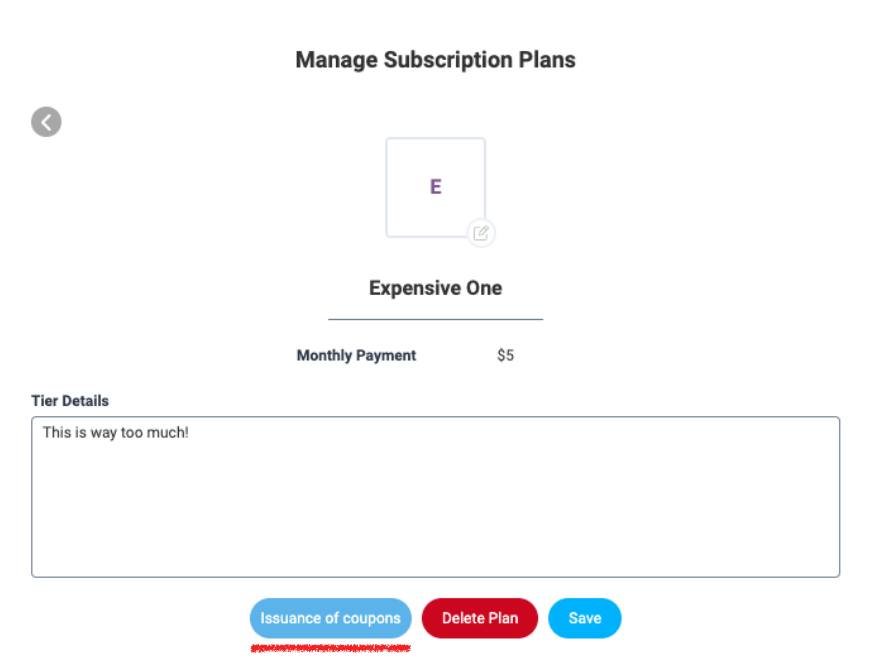 Manage Subscription Plans
E
Expensive One
Monthly Payment $5
Tier Details
This is way too much!
Issuance of coupons Delete Plan Save